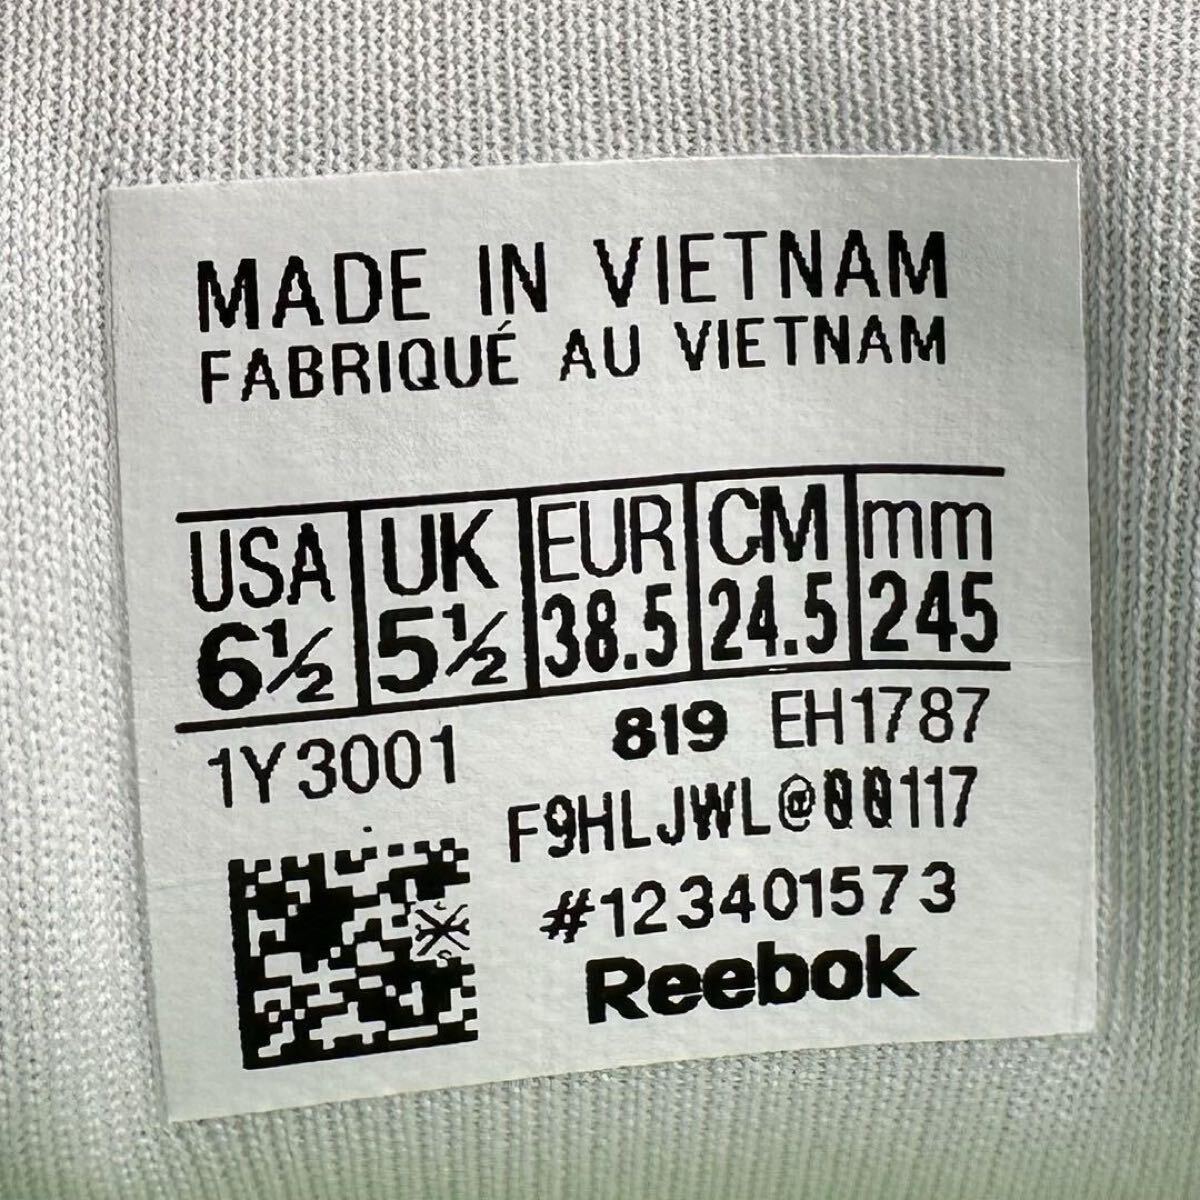 MADE IN VIETNAM
FABRIQUÉ AU VIETNAM
USA UK EUR CM mm
6½ 5½ 38.5 24.5 245
1Y3001 819 EH1787
F9HLJWL@00117
#123401573
Reebok